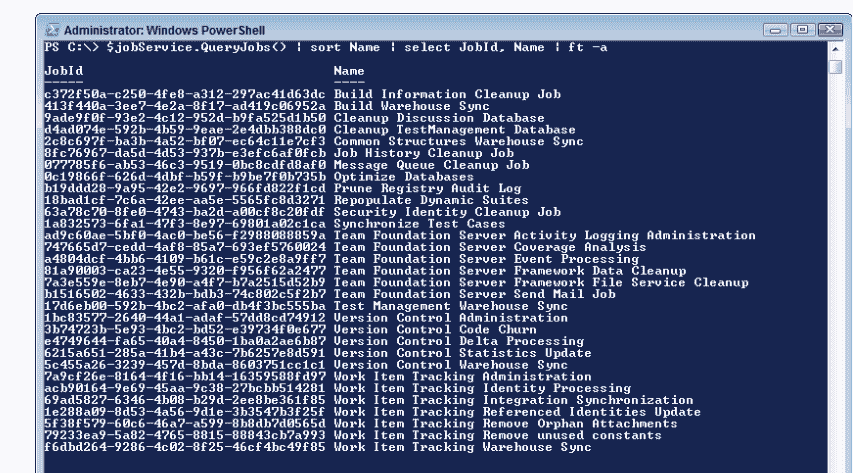 Administrator: Windows PowerShell
PS C:\> $jobService.QueryJobs() | sort Name | select JobId, Name | ft -a
JobId Name
----- ----
c372f50a-c250-4fe8-a312-297ac41d63dc Build Information Cleanup Job
413f440a-3ee7-4e2a-8f17-ad419c06952a Build Warehouse Sync
9ade9f0f-93e2-4c12-952d-b9fa525d1b50 Cleanup Discussion Database
d4ad074e-592b-4b59-9eae-2e4dbb388dc0 Cleanup TestManagement Database
2c8c697f-ba3b-4a52-bf07-ec64c11e7cf3 Common Structures Warehouse Sync
8fc76967-da5d-4d53-937b-e3efc6af0fcb Job History Cleanup Job
077785f6-ab53-46c3-9519-0bc8cdfd8af0 Message Queue Cleanup Job
0c19866f-626d-4dbf-b59f-b9be7f0b735b Optimize Databases
b19ddd28-9a95-42e2-9697-966fd822f1cd Prune Registry Audit Log
18bad1cf-7c6a-42ee-aa5e-5565fc8d3271 Repopulate Dynamic Suites
63a78c70-8fe0-4743-ba2d-a00cf8c20fdf Security Identity Cleanup Job
1a832573-6fa1-47f3-8e97-69801a02c1ca Synchronize Test Cases
ad9c60ae-5bf0-4ac0-be56-f2988088859a Team Foundation Server Activity Logging Administration
747665d7-cedd-4af8-85a7-693ef5760024 Team Foundation Server Coverage Analysis
a4804dcf-4bb6-4109-b61c-e59c2e8a9ff7 Team Foundation Server Event Processing
81a90003-ca23-4e55-9320-f956f62a2477 Team Foundation Server Framework Data Cleanup
7a3e559e-8eb7-4e90-a4f7-b7a2515d52b9 Team Foundation Server Framework File Service Cleanup
b1516502-4633-432b-bdb3-74c802c5f2b7 Team Foundation Server Send Mail Job
17d6eb00-592b-4bc2-afa0-db4f3bc555ba Test Management Warehouse Sync
1bc83577-2640-44a1-adaf-57dd8cd74912 Version Control Administration
3b74723b-5e93-4bc2-bd52-e39734f0e677 Version Control Code Churn
e4749644-fa65-40a4-8450-1ba0a2ae6b87 Version Control Delta Processing
6215a651-285a-41b4-a43c-7b6257e8d591 Version Control Statistics Update
5c455a26-3239-457d-8bda-8603751cc1c1 Version Control Warehouse Sync
7a9cf26e-8164-4f16-bb14-16359588fd97 Work Item Tracking Administration
acb90164-9e69-45aa-9c38-27bcbb514281 Work Item Tracking Identity Processing
69ad5827-6346-4b08-b29d-2ee8be361f85 Work Item Tracking Integration Synchronization
1e288a09-8d53-4a56-9d1e-3b3547b3f25f Work Item Tracking Referenced Identities Update
5f38f579-60c6-46a7-a599-8b8db7d0565d Work Item Tracking Remove Orphan Attachments
79233ea9-5a82-4765-8815-88843cb7a993 Work Item Tracking Remove unused constants
f6dbd264-9286-4c02-8f25-46cf4bc49f85 Work Item Tracking Warehouse Sync